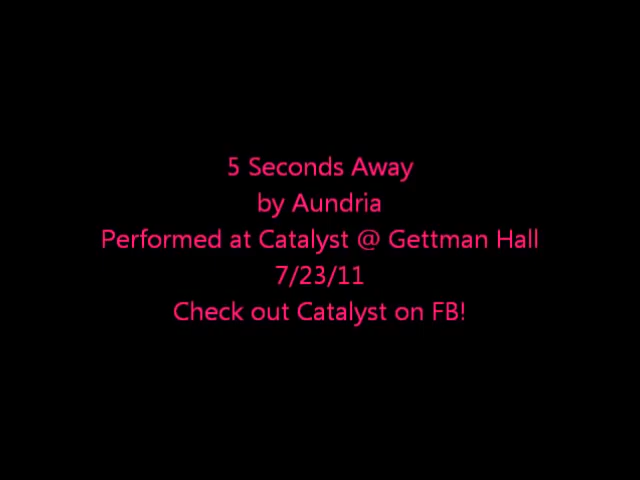 5 Seconds Away
by Aundria
Performed at Catalyst @ Gettman Hall
7/23/11
Check out Catalyst on FB!